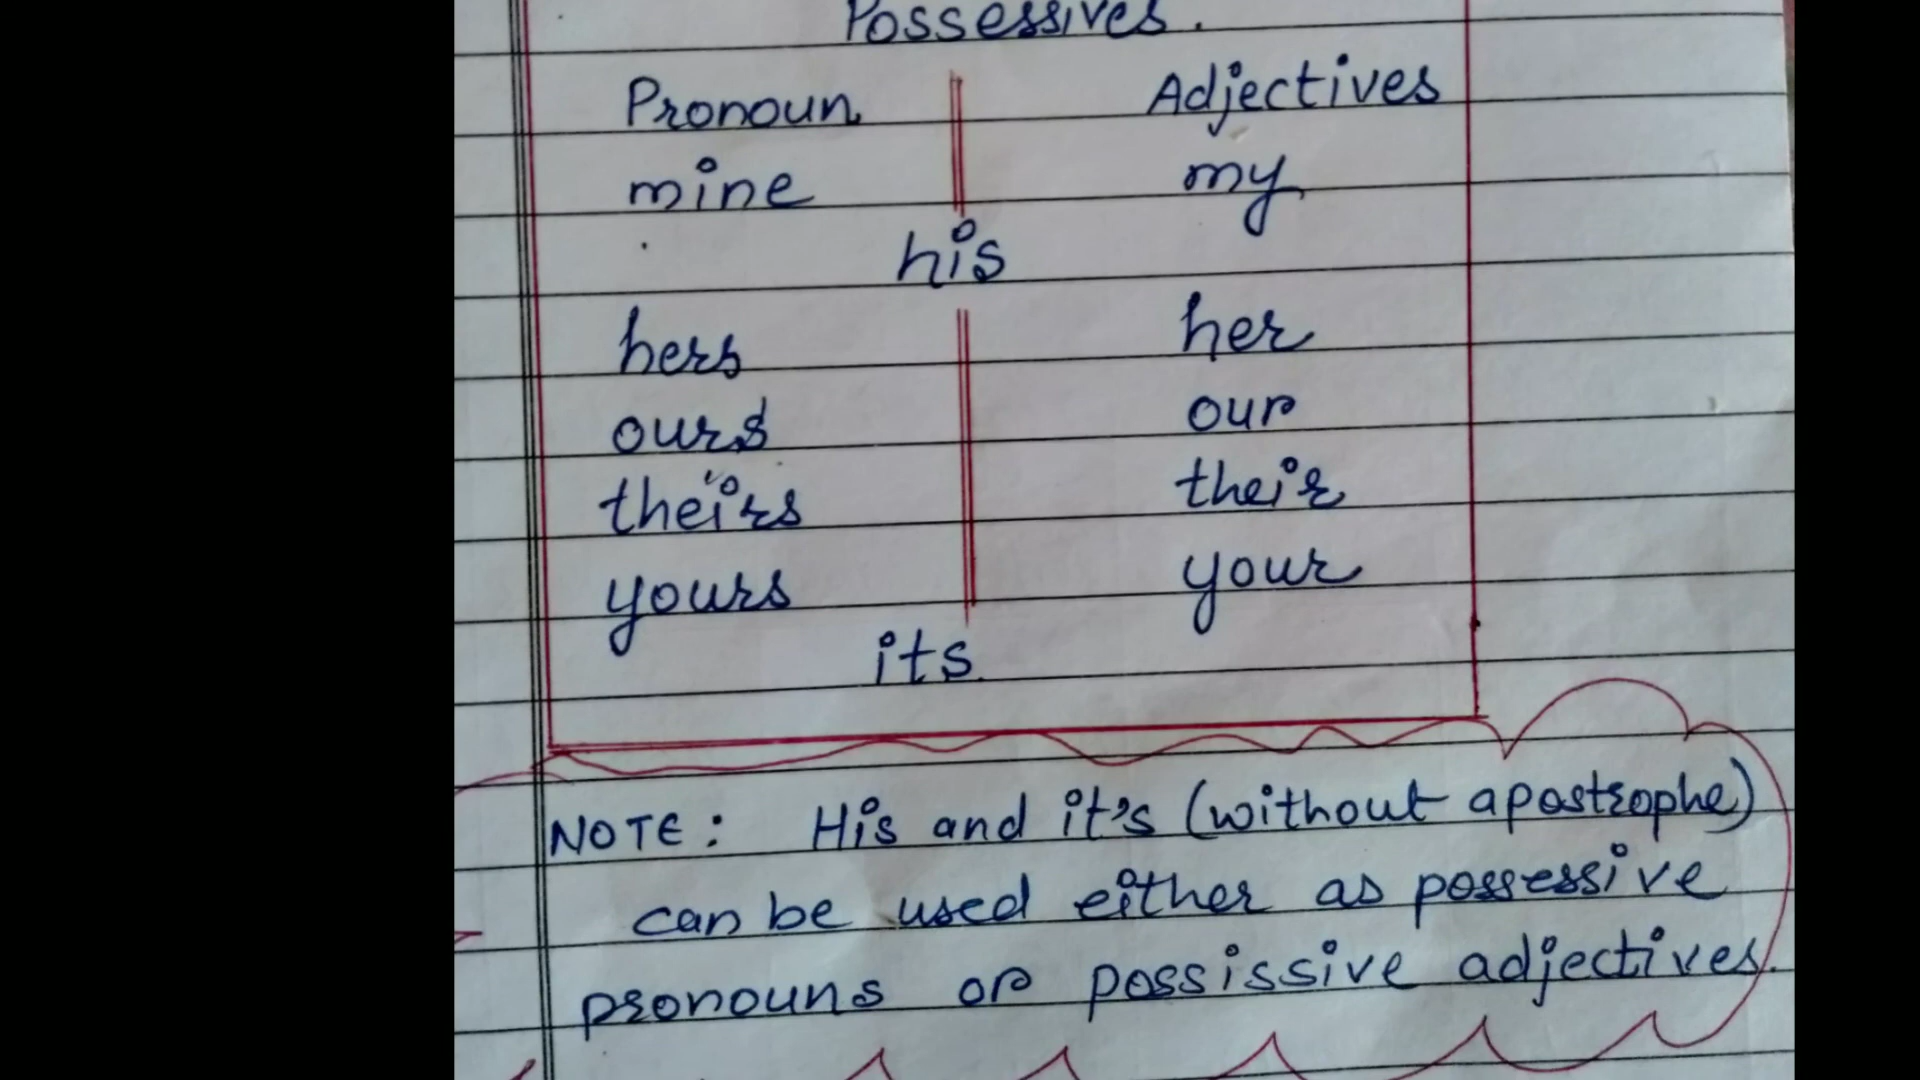 Possessives.
Pronoun Adjectives
mine my
his
hers her
ours our
theirs their
yours your
its
NOTE: His and it's (without apostrophe)
can be used either as possessive
pronouns or possissive adjectives.